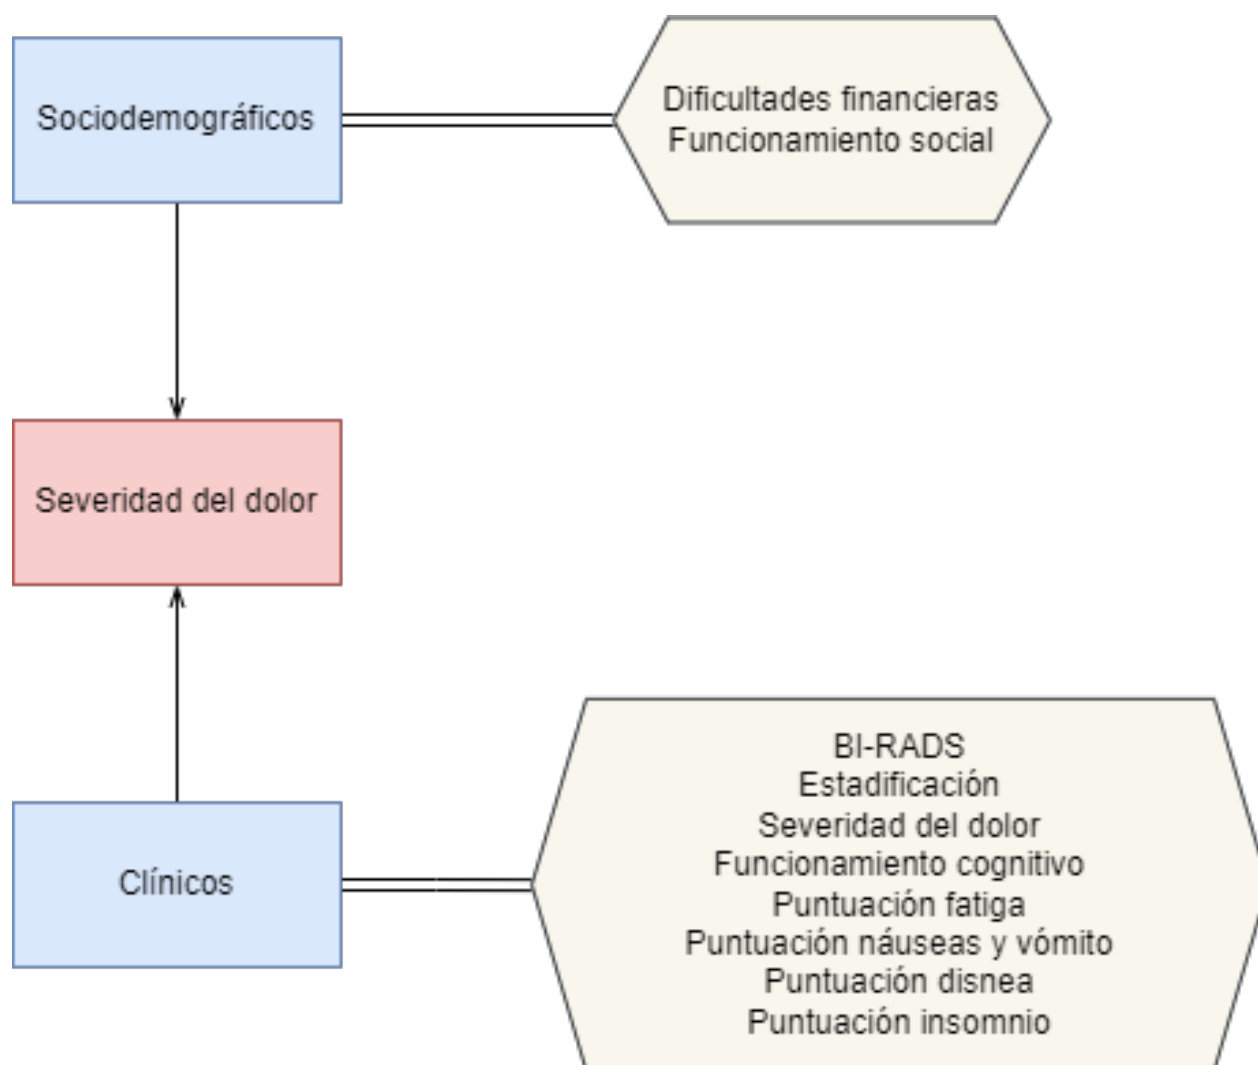 Sociodemográficos
Dificultades financieras
Funcionamiento social
Severidad del dolor
Clínicos
BI-RADS
Estadificación
Severidad del dolor
Funcionamiento cognitivo
Puntuación fatiga
Puntuación náuseas y vómito
Puntuación disnea
Puntuación insomnio